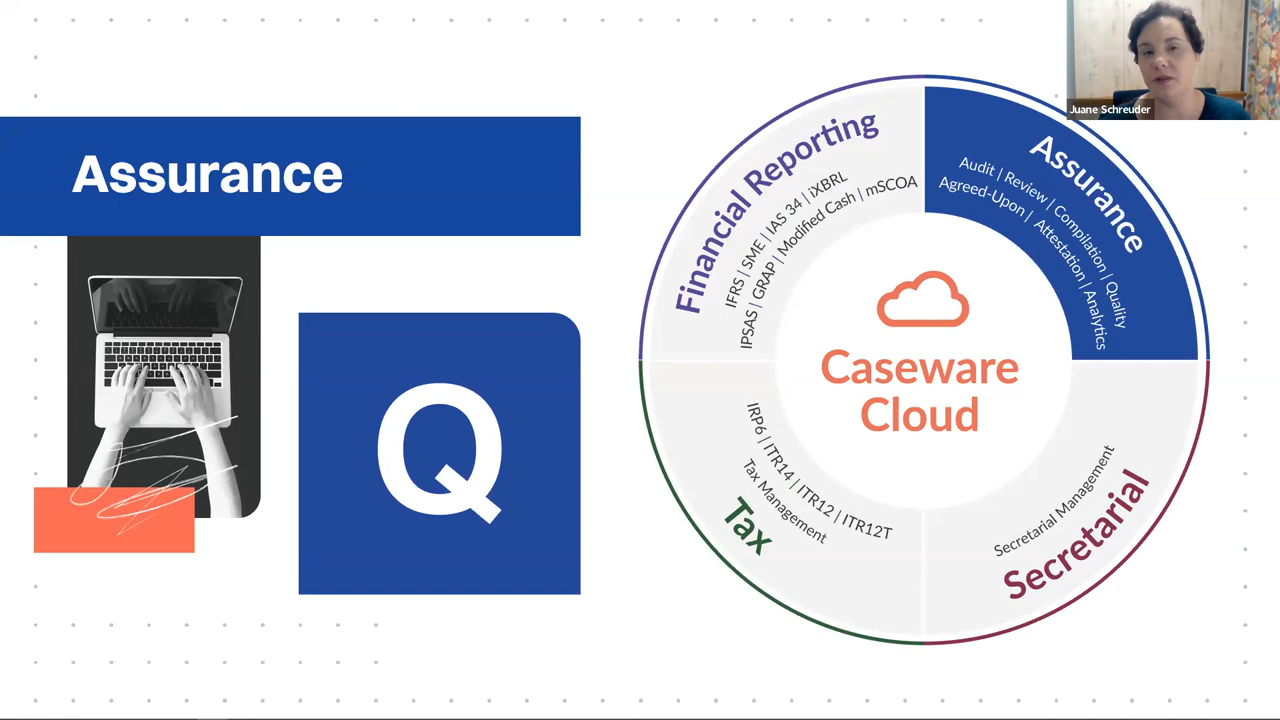 Juane Schreuder
Assurance
Q
Financial Reporting
IFRS | SME | IAS 34 | iXBRL
IPSAS | GRAP | Modified Cash | mSCOA
Assurance
Audit | Review | Compilation | Quality
Agreed-Upon | Attestation | Analytics
Caseware
Cloud
IRP6 | ITR14 | ITR12 | ITR12T
Tax Management
Tax
Secretarial Management
Secretarial